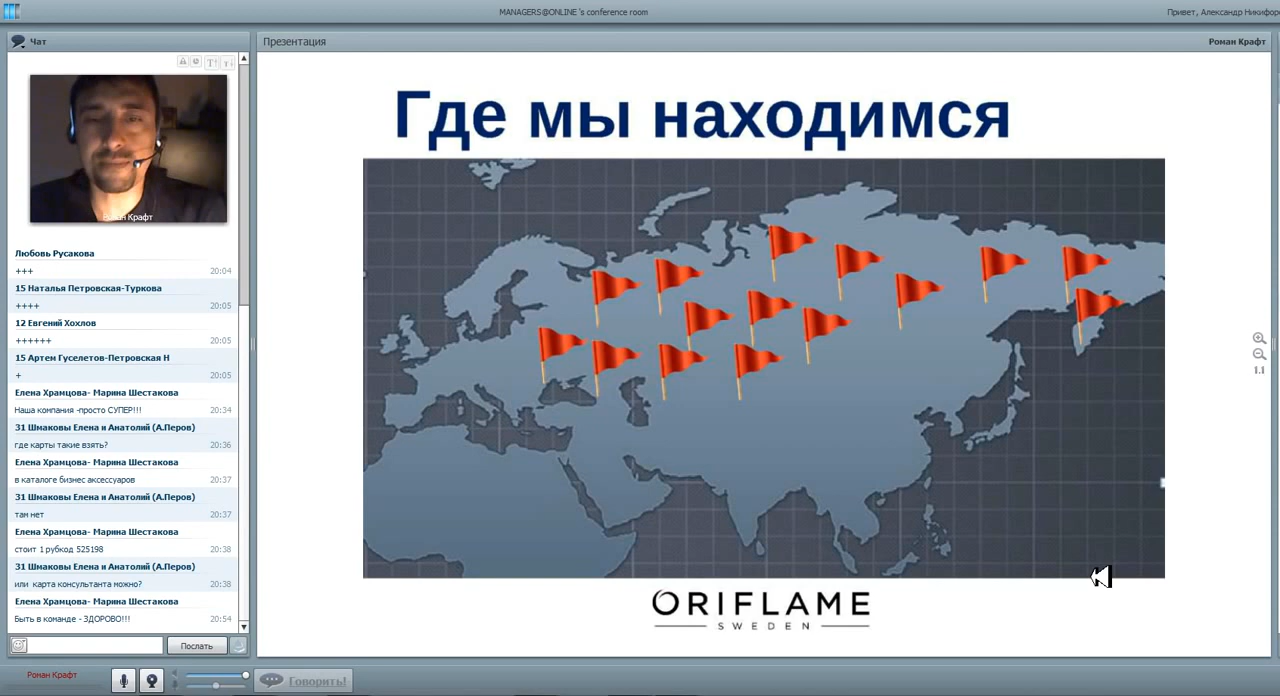 MANAGERS@ONLINE 's conference room
Привет, Александр Никифор
Чат
Роман Крафт
Любовь Русакова
+++ 20:04
15 Наталья Петровская-Туркова
++++ 20:05
12 Евгений Хохлов
++++++ 20:05
15 Артем Гуселетов-Петровская Н
+ 20:05
Елена Храмцова- Марина Шестакова
Наша компания -просто СУПЕР!!! 20:34
31 Шмаковы Елена и Анатолий (А.Перов)
где карты такие взять? 20:36
Елена Храмцова- Марина Шестакова
в каталоге бизнес аксессуаров 20:37
31 Шмаковы Елена и Анатолий (А.Перов)
там нет 20:37
Елена Храмцова- Марина Шестакова
стоит 1 рубкод 525198 20:38
31 Шмаковы Елена и Анатолий (А.Перов)
или карта консультанта можно? 20:38
Елена Храмцова- Марина Шестакова
Быть в команде - ЗДОРОВО!!! 20:54
Послать
Презентация
Роман Крафт
Где мы находимся
ORIFLAME
SWEDEN
1:1
Роман Крафт
Говорить!